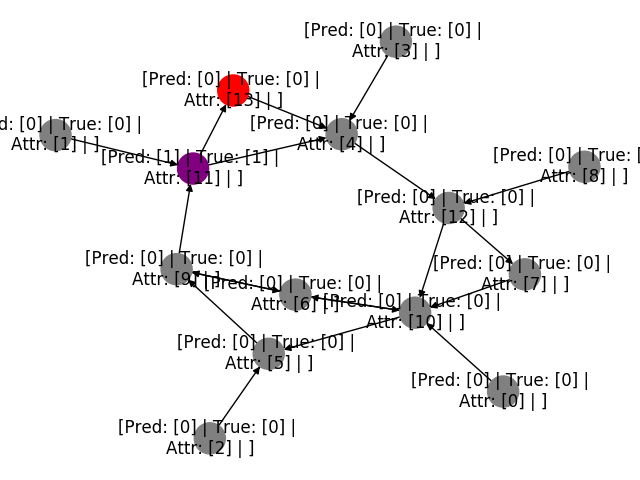 [Pred: [0] | True: [0] |
Attr: [3] | ]
[Pred: [0] | True: [0] |
Attr: [13] | ]
d: [0] | True: [0] |
Attr: [1] | ]
[Pred: [0] | True: [0] |
Attr: [4] | ]
[Pred: [1] | True: [1] |
Attr: [11] | ]
[Pred: [0] | True: [
Attr: [8] | ]
[Pred: [0] | True: [0] |
Attr: [12] | ]
[Pred: [0] | True: [0] |
Attr: [9] | ]
[Pred: [0] | True: [0] |
Attr: [7] | ]
[Pred: [0] | True: [0] |
Attr: [6] | ]
[Pred: [0] | True: [0] |
Attr: [10] | ]
[Pred: [0] | True: [0] |
Attr: [5] | ]
[Pred: [0] | True: [0] |
Attr: [0] | ]
[Pred: [0] | True: [0] |
Attr: [2] | ]